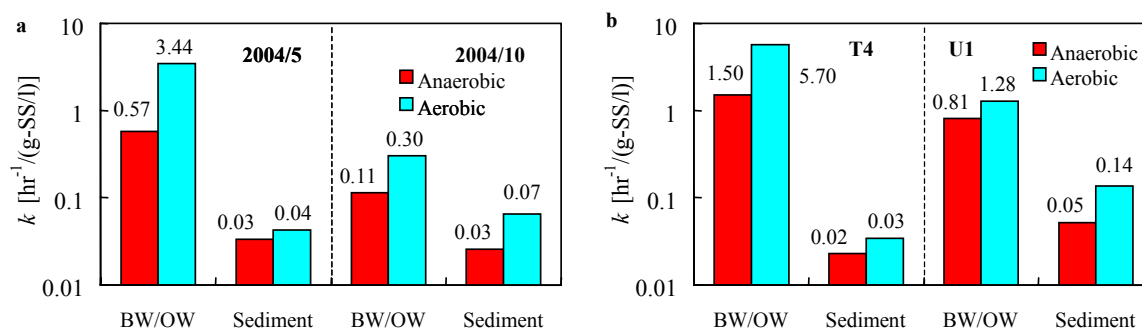 a
k [hr-1/(g-SS/l)]
10
1
0.1
0.01
2004/5
2004/10
Anaerobic
Aerobic
0.57
3.44
0.03
0.04
0.11
0.30
0.03
0.07
BW/OW
Sediment
BW/OW
Sediment
b
k [hr-1/(g-SS/l)]
10
1
0.1
0.01
T4
U1
Anaerobic
Aerobic
1.50
5.70
0.02
0.03
0.81
1.28
0.05
0.14
BW/OW
Sediment
BW/OW
Sediment